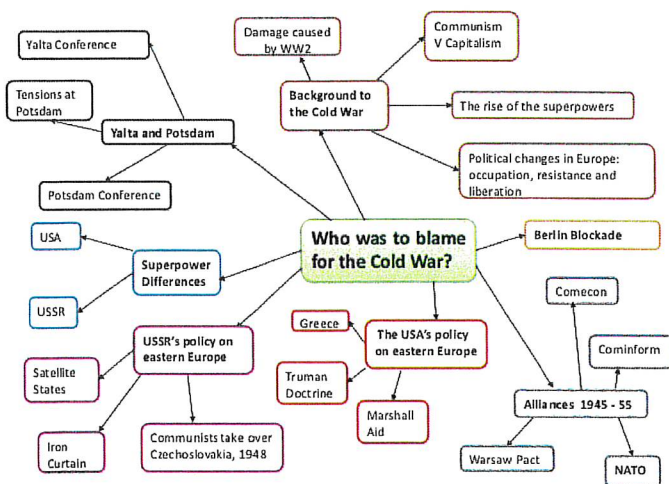 Yalta Conference
Damage caused
by WW2
Communism
V Capitalism
Tensions at
Potsdam
Background to
the Cold War
The rise of the superpowers
Yalta and Potsdam
Political changes in Europe:
occupation, resistance and
liberation
Potsdam Conference
USA
Who was to blame
for the Cold War?
Berlin Blockade
Superpower
Differences
Comecon
USSR
Greece
The USA's policy
on eastern Europe
USSR's policy on
eastern Europe
Cominform
Satellite
States
Truman
Doctrine
Alliances 1945 - 55
Marshall
Aid
Iron
Curtain
Communists take over
Czechoslovakia, 1948
Warsaw Pact
NATO